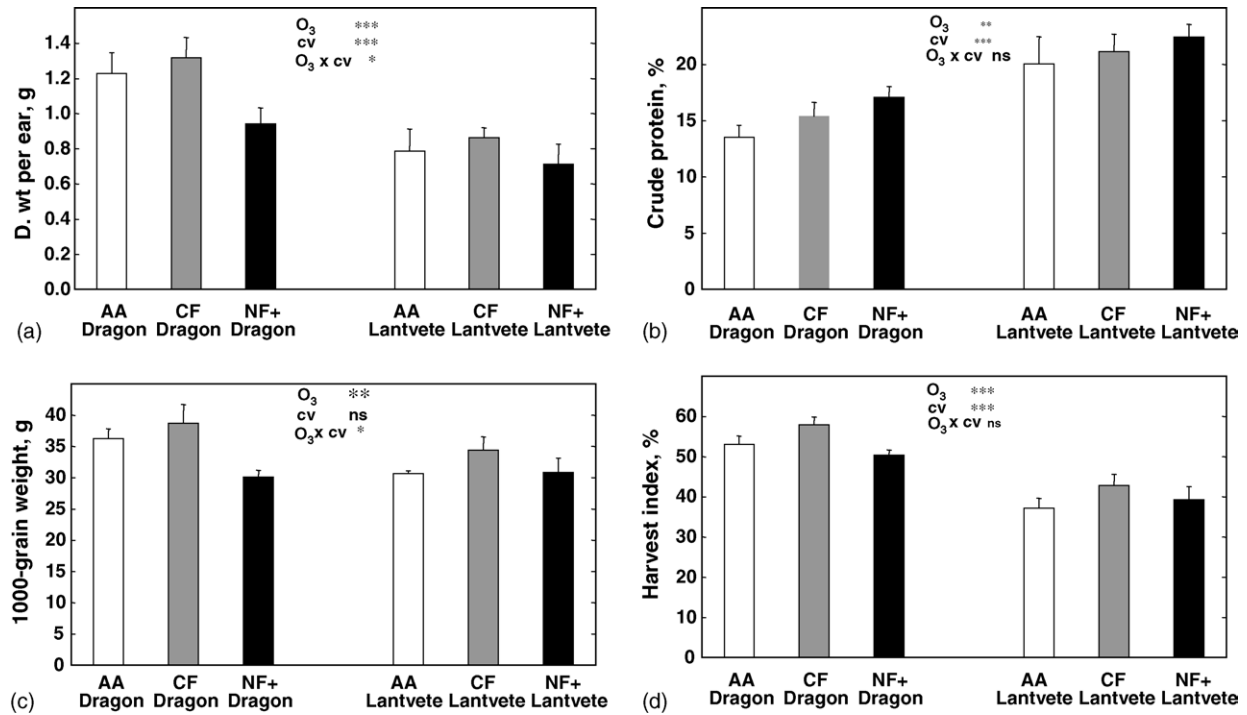 D. wt per ear, g
1.4
1.2
1.0
0.8
0.6
0.4
0.2
0.0
O₃ ***
cv ***
O₃ x cv *
AA CF NF+ AA CF NF+
Dragon Dragon Dragon Lantvete Lantvete Lantvete
(a)
Crude protein, %
20
15
10
5
0
O₃ **
cv ***
O₃ x cv ns
AA CF NF+ AA CF NF+
Dragon Dragon Dragon Lantvete Lantvete Lantvete
(b)
1000-grain weight, g
40
35
30
25
20
15
10
5
0
O₃ **
cv ns
O₃ x cv *
AA CF NF+ AA CF NF+
Dragon Dragon Dragon Lantvete Lantvete Lantvete
(c)
Harvest index, %
60
50
40
30
20
10
0
O₃ ***
cv ***
O₃ x cv ns
AA CF NF+ AA CF NF+
Dragon Dragon Dragon Lantvete Lantvete Lantvete
(d)